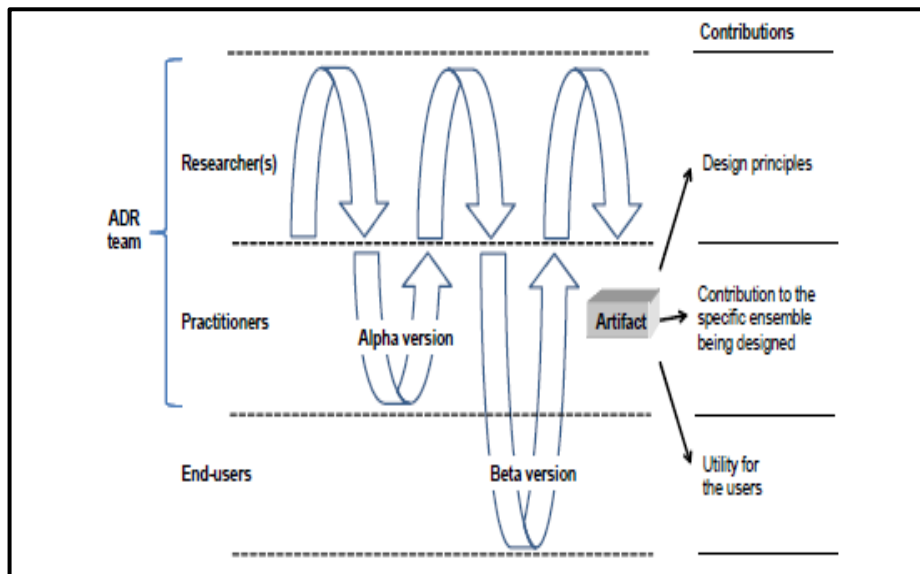 Contributions
Researcher(s)
Design principles
ADR
team
Practitioners
Alpha version
Artifact
Contribution to the
specific ensemble
being designed
End-users
Beta version
Utility for
the users